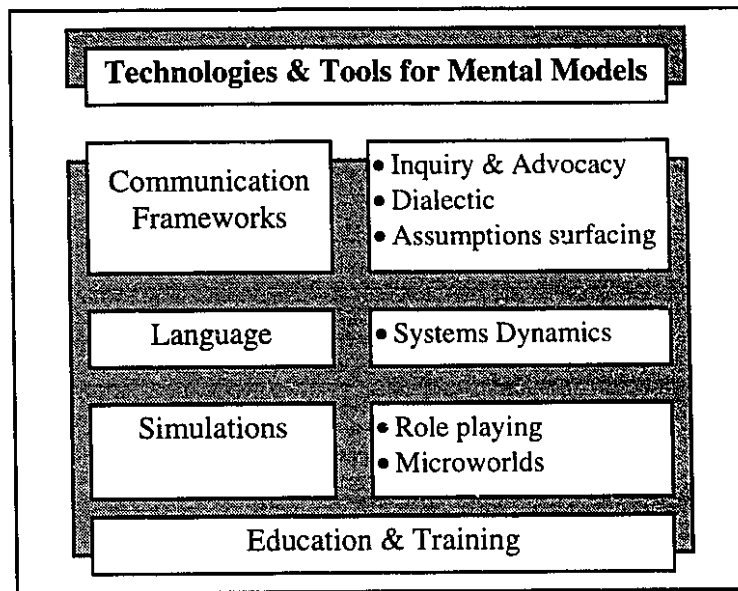 Technologies & Tools for Mental Models
Communication
Frameworks
• Inquiry & Advocacy
• Dialectic
• Assumptions surfacing
Language
• Systems Dynamics
Simulations
• Role playing
• Microworlds
Education & Training